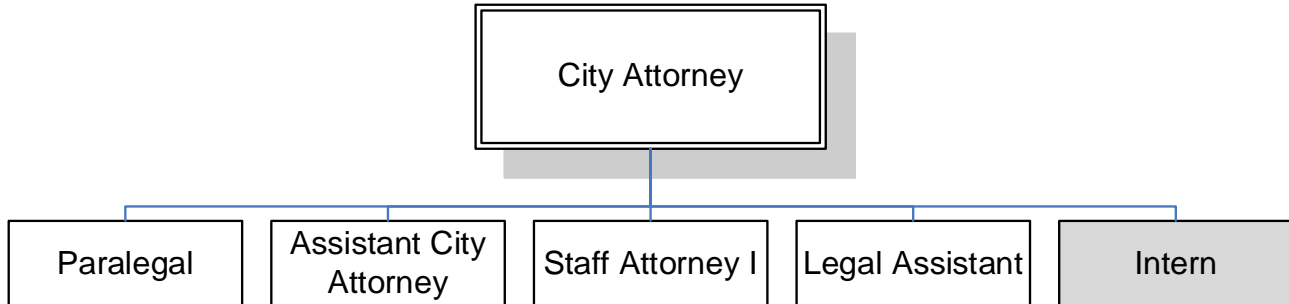 City Attorney
Paralegal
Assistant City
Attorney
Staff Attorney I
Legal Assistant
Intern